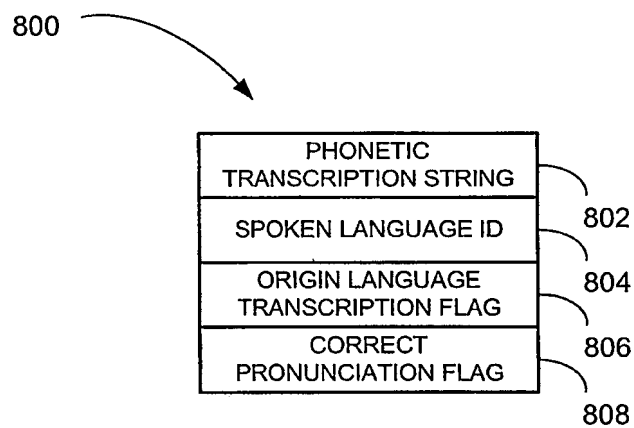 800
PHONETIC
TRANSCRIPTION STRING
802
SPOKEN LANGUAGE ID
804
ORIGIN LANGUAGE
TRANSCRIPTION FLAG
806
CORRECT
PRONUNCIATION FLAG
808